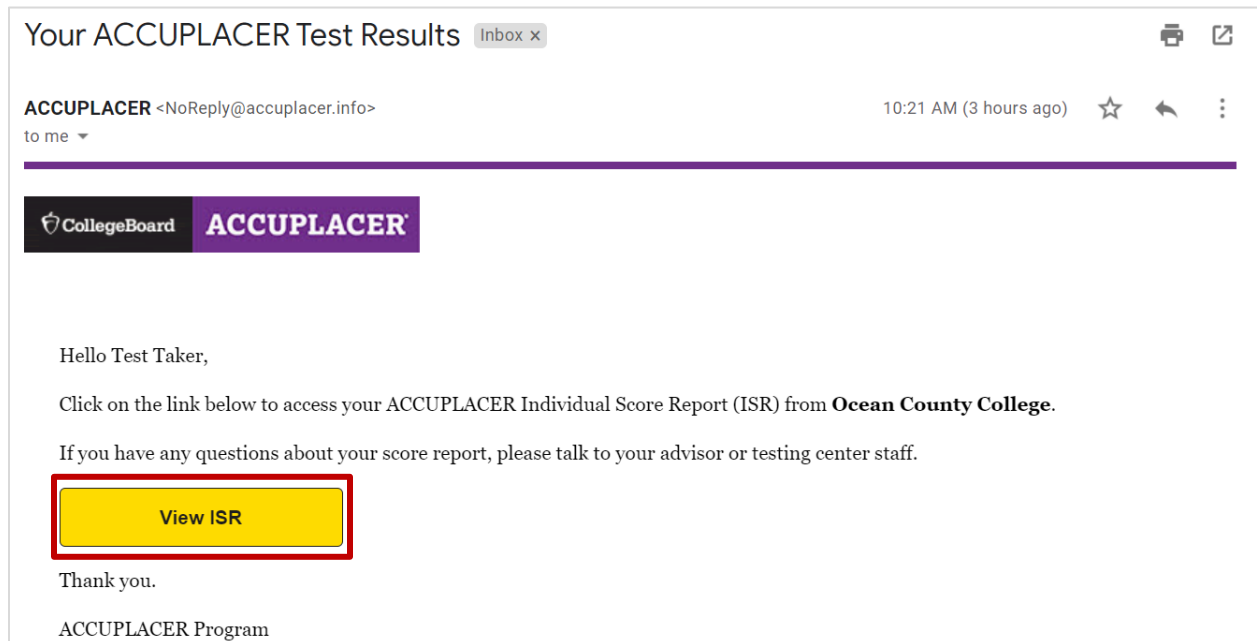 Your ACCUPLACER Test Results Inbox x
ACCUPLACER <NoReply@accuplacer.info> 10:21 AM (3 hours ago)
to me
CollegeBoard ACCUPLACER
Hello Test Taker,
Click on the link below to access your ACCUPLACER Individual Score Report (ISR) from Ocean County College.
If you have any questions about your score report, please talk to your advisor or testing center staff.
View ISR
Thank you.
ACCUPLACER Program